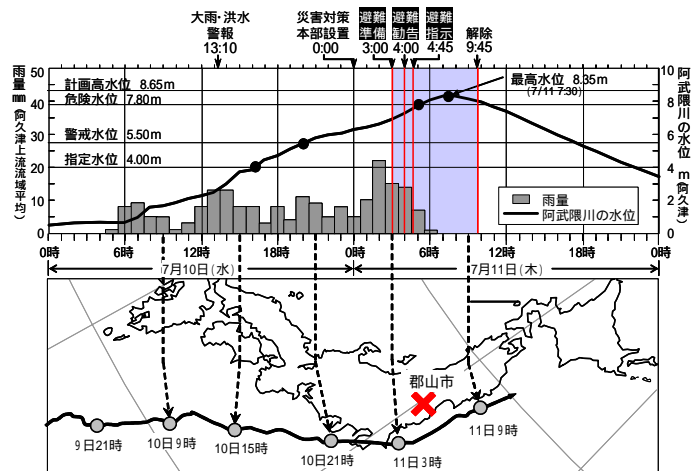 大雨・洪水
警報
13:10
災害対策
本部設置
0:00
避難
準備
3:00
避難
勧告
4:00
避難
指示
4:45
解除
9:45
雨量 ㎜ (阿久津上流流域平均)
50
40
30
20
10
0
計画高水位 8.65m
危険水位 7.80m
警戒水位 5.50m
指定水位 4.00m
最高水位 8.35m
(7/11 7:30)
雨量
阿武隈川の水位
10
8
6
4
2
0
阿武隈川の水位 m (阿久津)
0時 6時 12時 18時 0時 6時 12時 18時 0時
7月10日(水) 7月11日(木)
郡山市
9日21時
10日9時
10日15時
10日21時
11日3時
11日9時